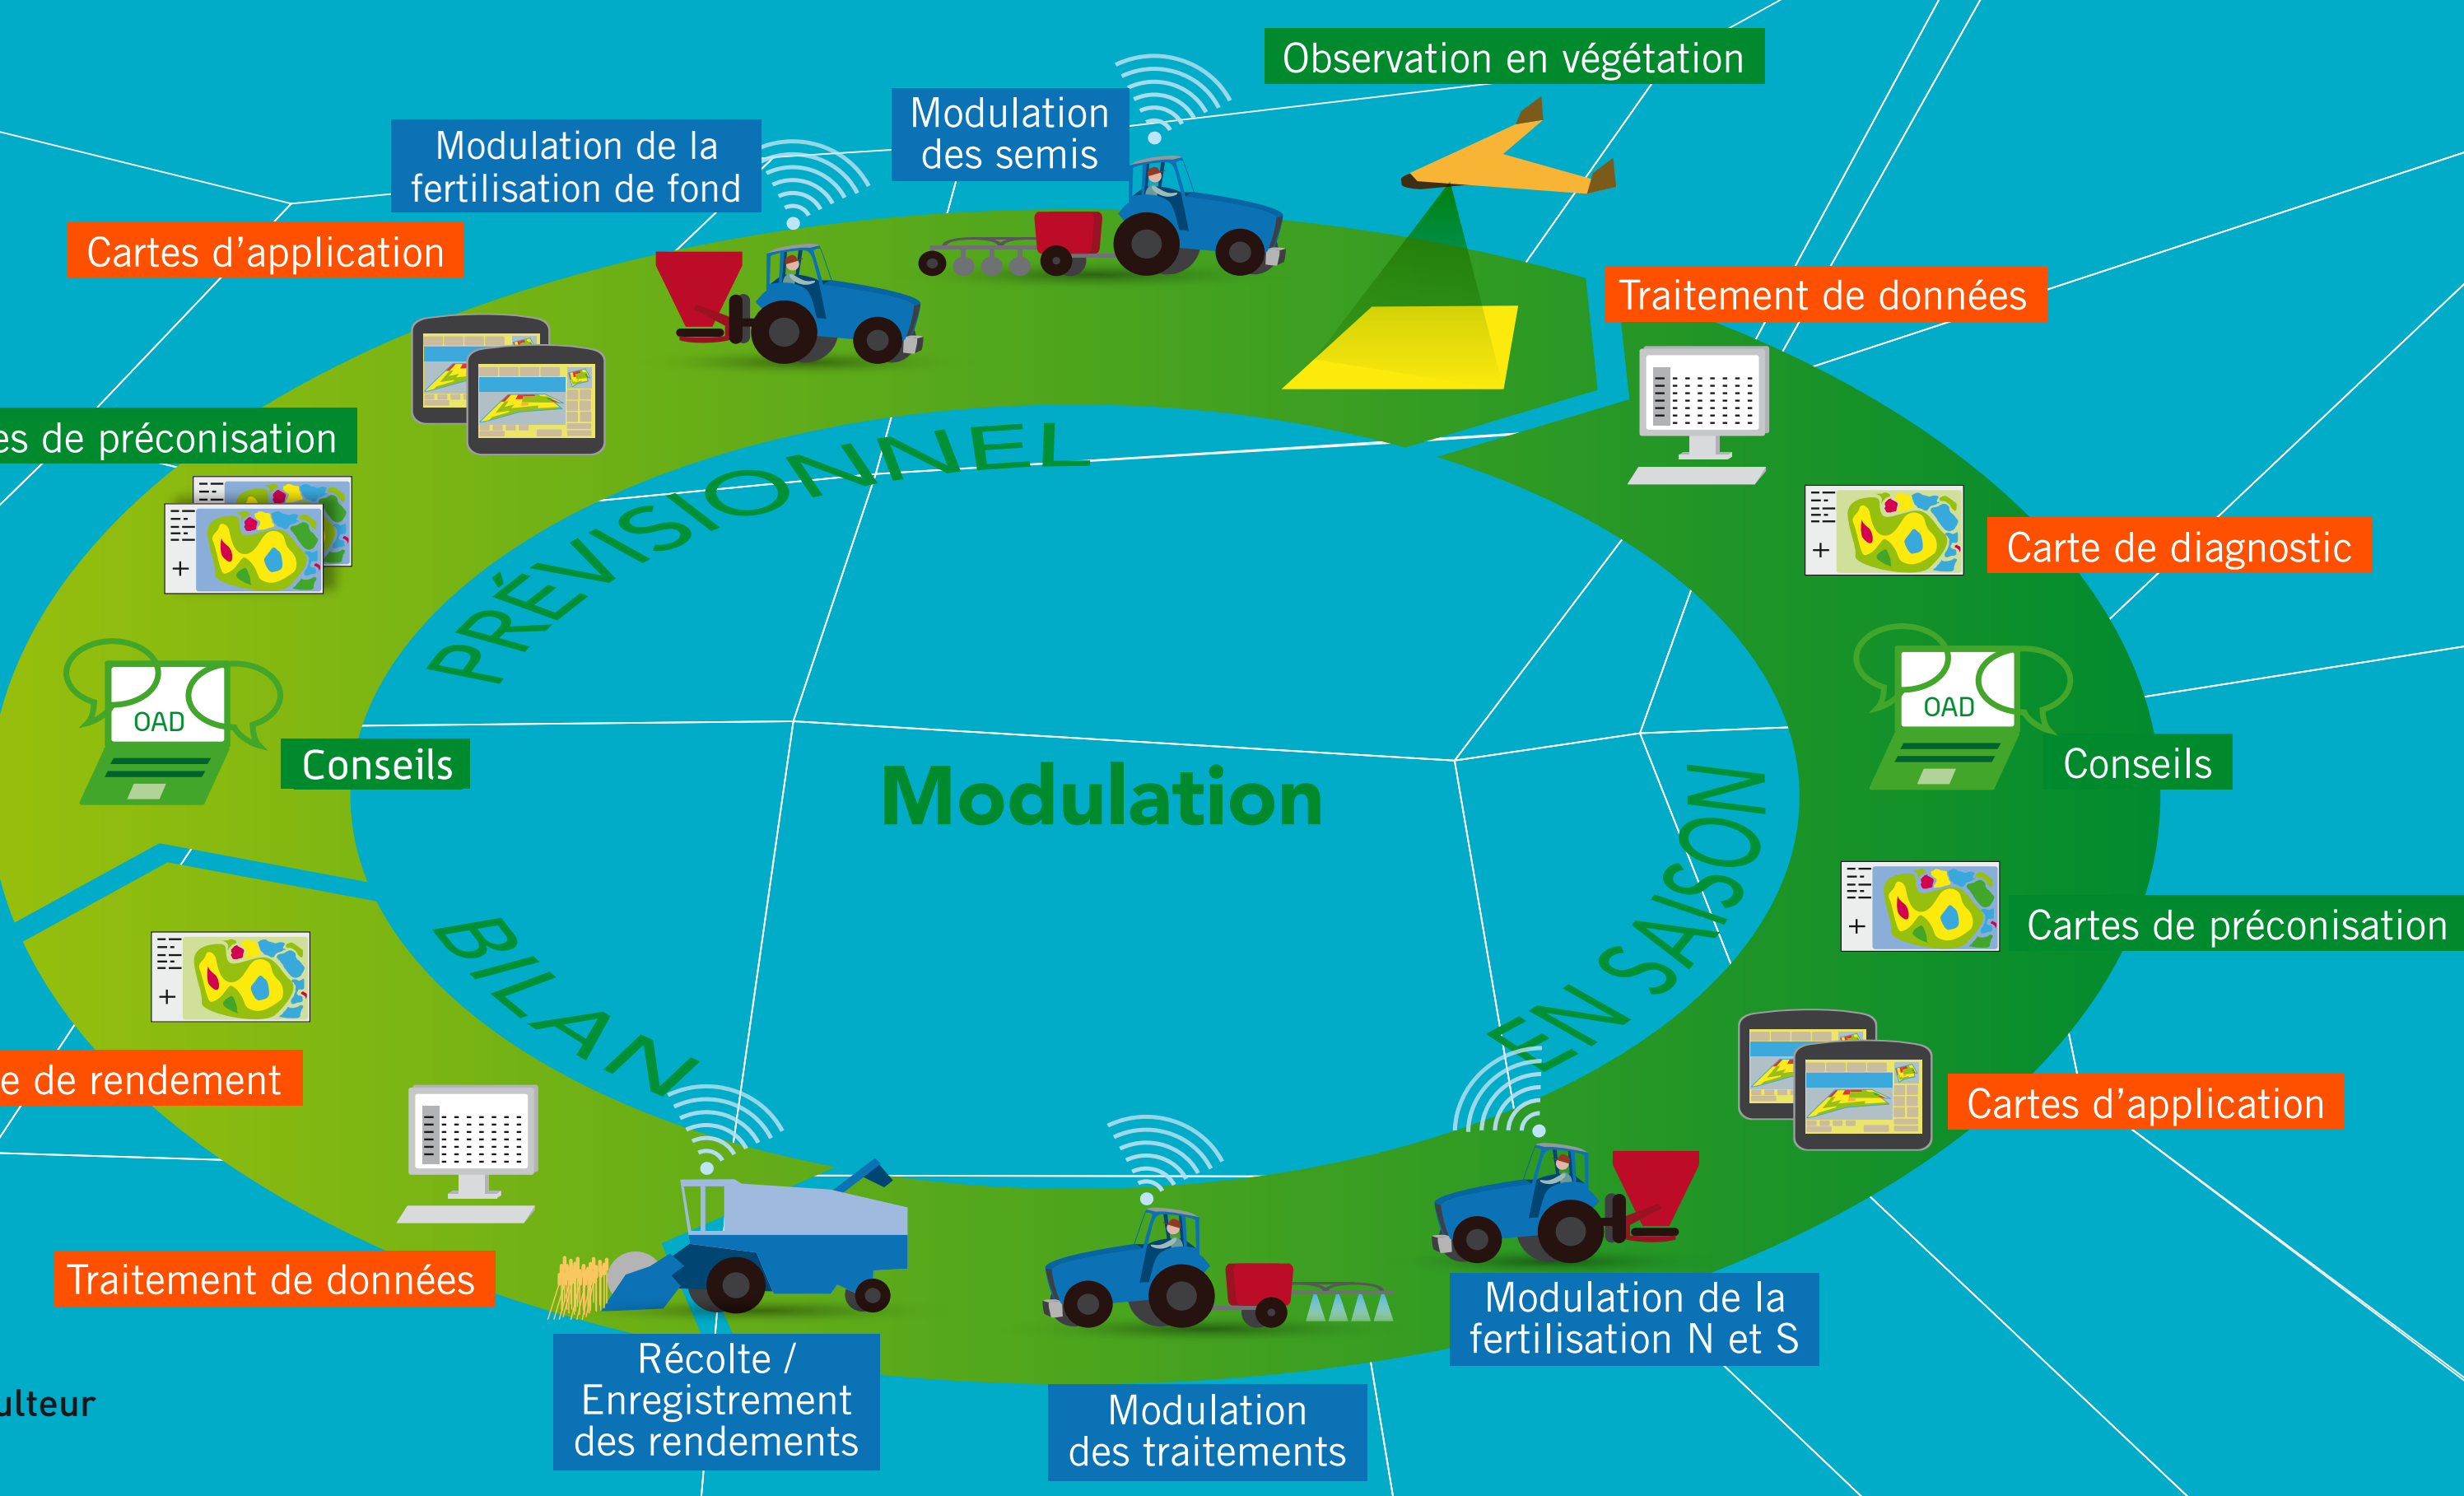 Observation en végétation
Modulation
des semis
Modulation de la
fertilisation de fond
Cartes d’application
Traitement de données
es de préconisation
PRÉVISIONNEL
Carte de diagnostic
OAD
Conseils
OAD
Conseils
Modulation
EN SAISON
Cartes de préconisation
BILAN
e de rendement
Cartes d’application
Traitement de données
Modulation de la
fertilisation N et S
Récolte /
Enregistrement
des rendements
Modulation
des traitements
ulteur